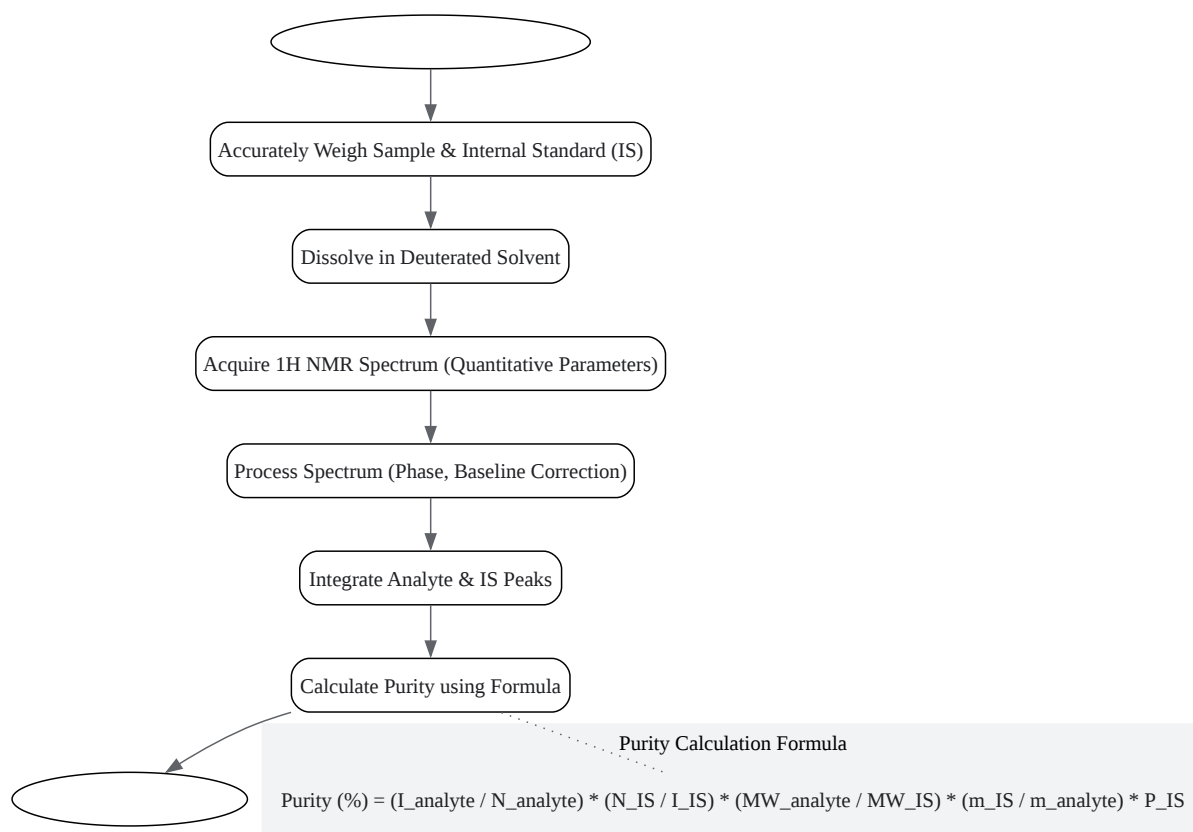 Accurately Weigh Sample & Internal Standard (IS)
Dissolve in Deuterated Solvent
Acquire 1H NMR Spectrum (Quantitative Parameters)
Process Spectrum (Phase, Baseline Correction)
Integrate Analyte & IS Peaks
Calculate Purity using Formula
Purity Calculation Formula
Purity (%) = (I_analyte / N_analyte) * (N_IS / I_IS) * (MW_analyte / MW_IS) * (m_IS / m_analyte) * P_IS